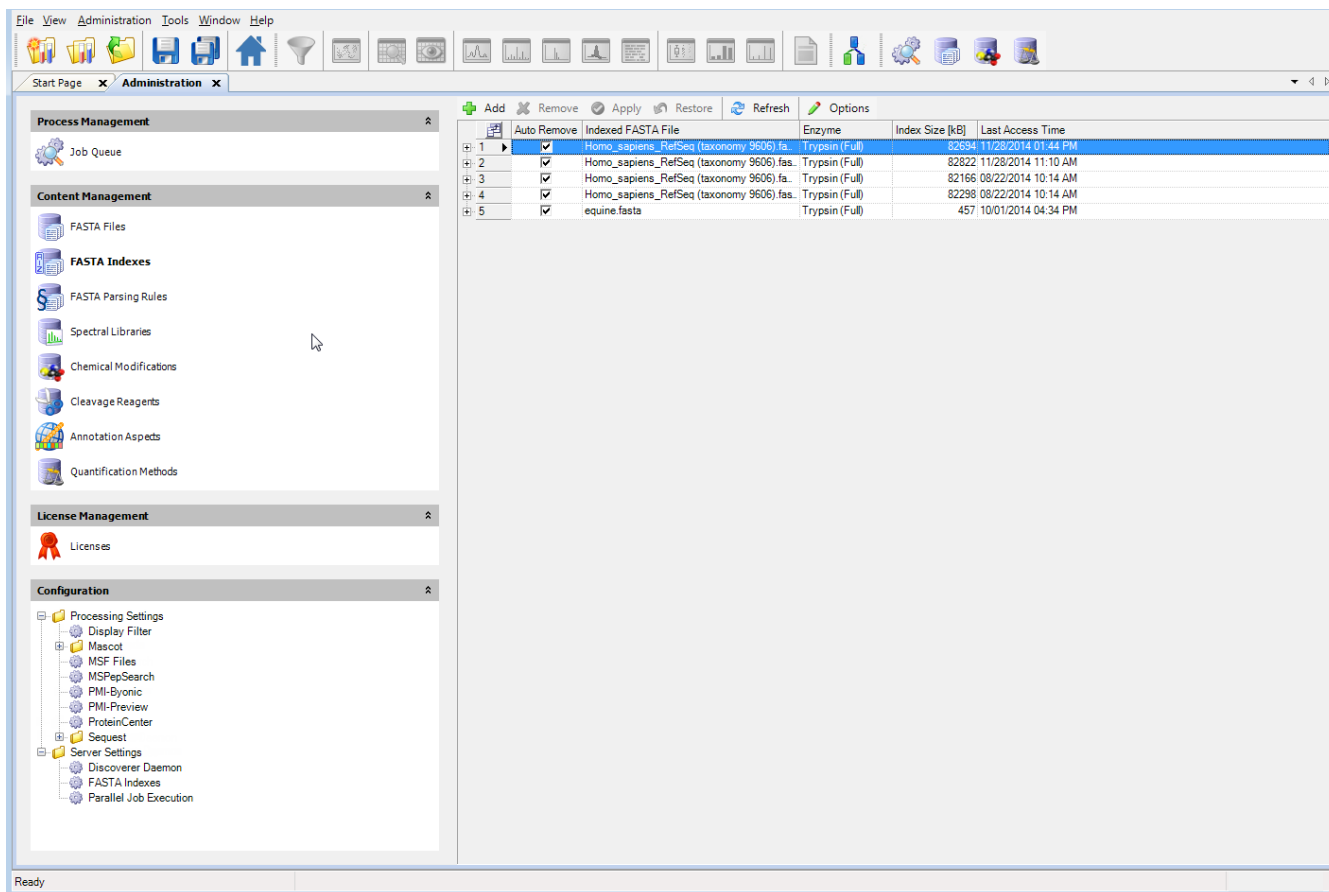 File View Administration Tools Window Help
Start Page x Administration x
Process Management
Job Queue
Content Management
FASTA Files
FASTA Indexes
FASTA Parsing Rules
Spectral Libraries
Chemical Modifications
Cleavage Reagents
Annotation Aspects
Quantification Methods
License Management
Licenses
Configuration
Processing Settings
Display Filter
Mascot
MSF Files
MSPepSearch
PMI-Byonic
PMI-Preview
ProteinCenter
Sequest
Server Settings
Discoverer Daemon
FASTA Indexes
Parallel Job Execution
Add Remove Apply Restore Refresh Options
Auto Remove Indexed FASTA File Enzyme Index Size [kB] Last Access Time
1 Homo_sapiens_RefSeq (taxonomy 9606).fa... Trypsin (Full) 82694 11/28/2014 01:44 PM
2 Homo_sapiens_RefSeq (taxonomy 9606).fas... Trypsin (Full) 82822 11/28/2014 11:10 AM
3 Homo_sapiens_RefSeq (taxonomy 9606).fa... Trypsin (Full) 82166 08/22/2014 10:14 AM
4 Homo_sapiens_RefSeq (taxonomy 9606).fas... Trypsin (Full) 82298 08/22/2014 10:14 AM
5 equine.fasta Trypsin (Full) 457 10/01/2014 04:34 PM
Ready